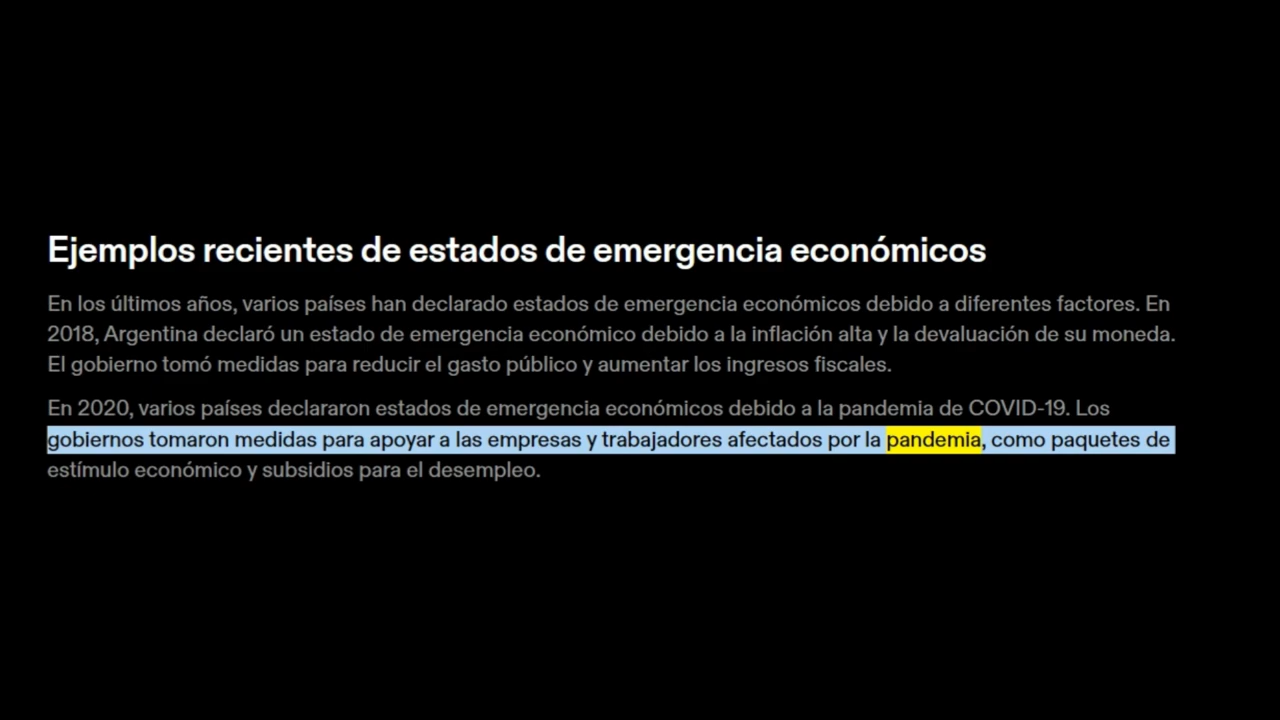 Ejemplos recientes de estados de emergencia económicos
En los últimos años, varios países han declarado estados de emergencia económicos debido a diferentes factores. En
2018, Argentina declaró un estado de emergencia económico debido a la inflación alta y la devaluación de su moneda.
El gobierno tomó medidas para reducir el gasto público y aumentar los ingresos fiscales.
En 2020, varios países declararon estados de emergencia económicos debido a la pandemia de COVID-19. Los
gobiernos tomaron medidas para apoyar a las empresas y trabajadores afectados por la pandemia, como paquetes de
estímulo económico y subsidios para el desempleo.